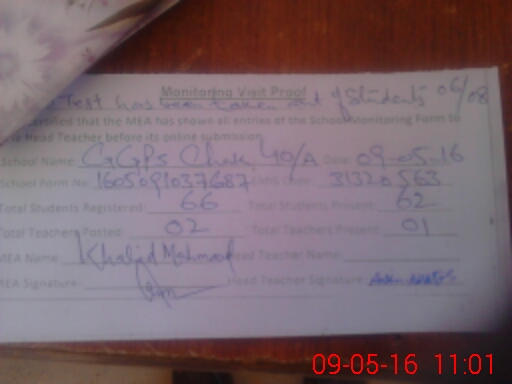 Monitoring Visit Proof
Test has been taken out of Students 06/08
certified that the MEA has shown all entries of the School Monitoring Form to
Head Teacher before its online submission
School Name: GGPS Chak 40/A Date: 09-05-16
School Form No: 1605091037687 Code: 31320563
Total Students Registered: 66 Total Students Present: 62
Total Teachers Posted: 02 Total Teachers Present: 01
MEA Name: Khalid Mahmood Head Teacher Name:
MEA Signature: Head Teacher Signature:
09-05-16 11:01